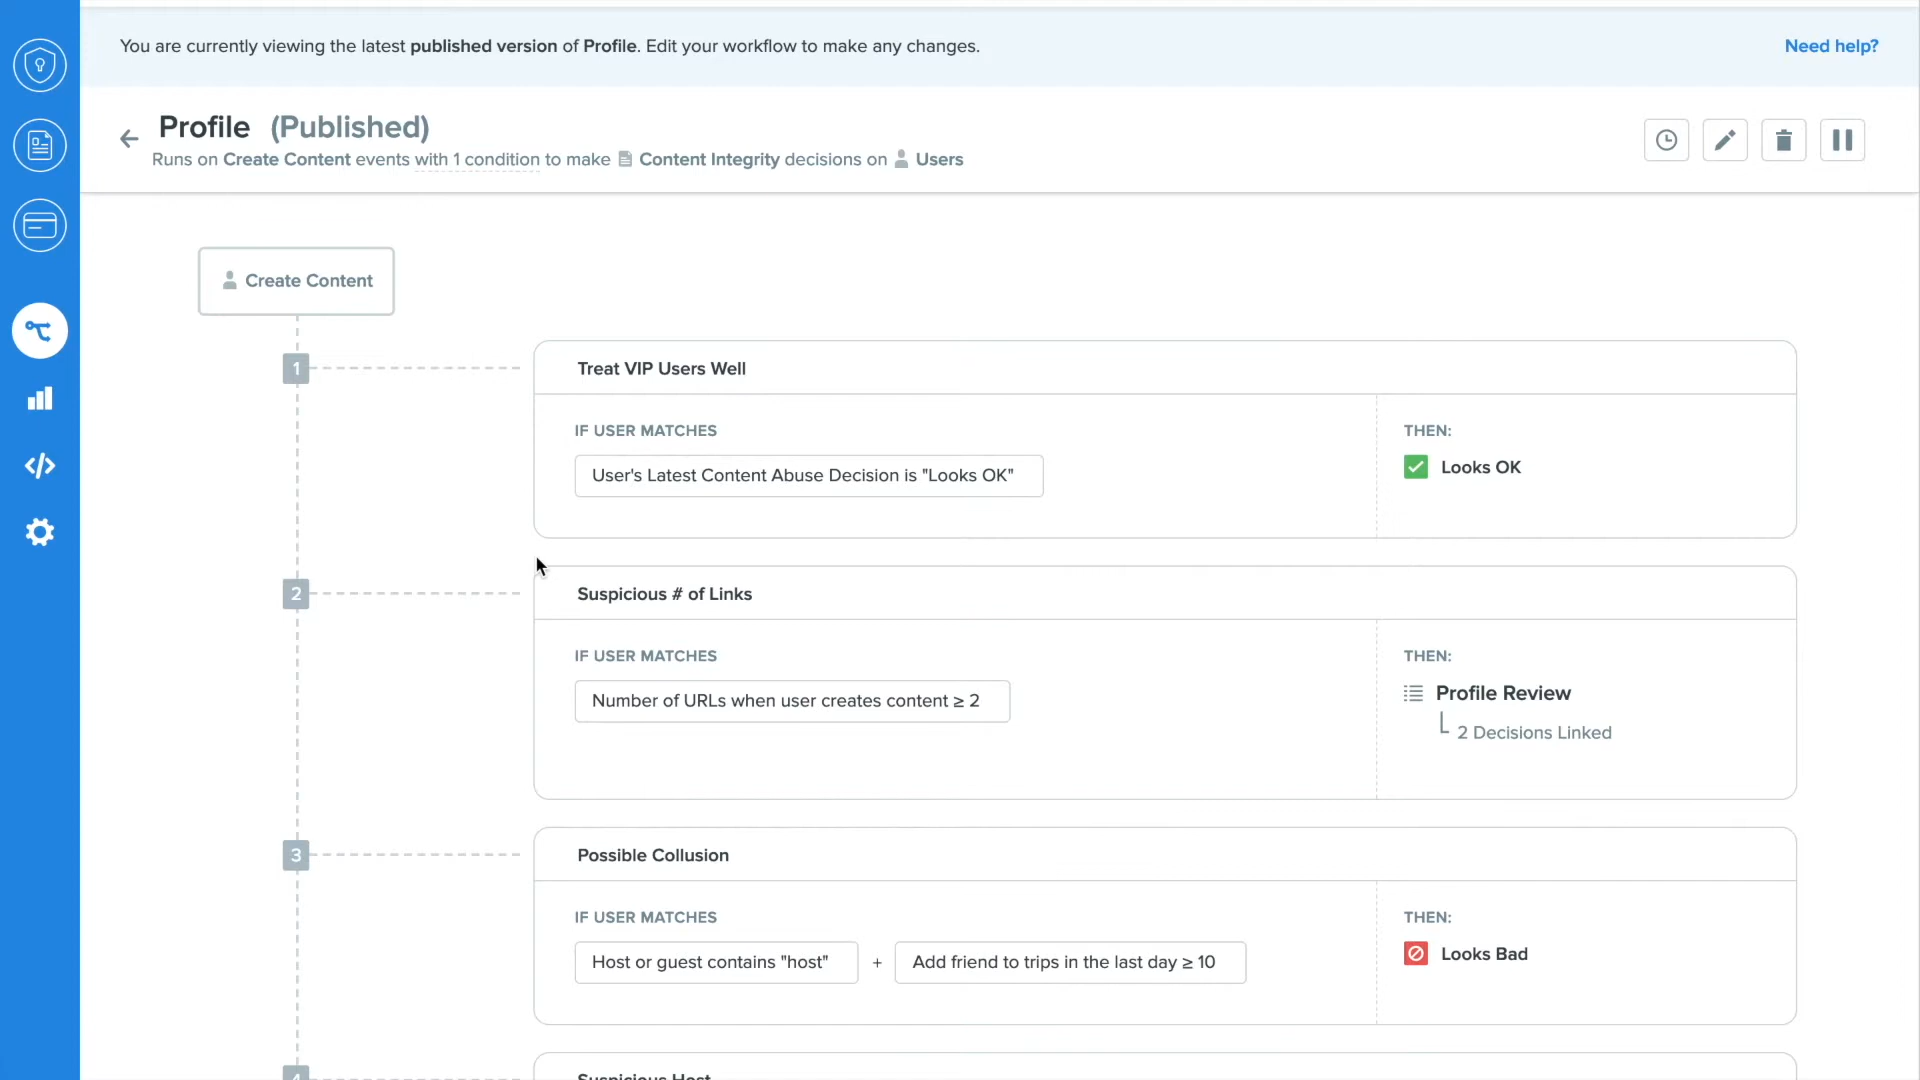 You are currently viewing the latest published version of Profile. Edit your workflow to make any changes.
Need help?
Profile (Published)
Runs on Create Content events with 1 condition to make Content Integrity decisions on Users
Create Content
1
Treat VIP Users Well
IF USER MATCHES
THEN:
User's Latest Content Abuse Decision is "Looks OK"
Looks OK
2
Suspicious # of Links
IF USER MATCHES
THEN:
Number of URLs when user creates content ≥ 2
Profile Review
2 Decisions Linked
3
Possible Collusion
IF USER MATCHES
THEN:
Host or guest contains "host" + Add friend to trips in the last day ≥ 10
Looks Bad
4
Suspicious Host